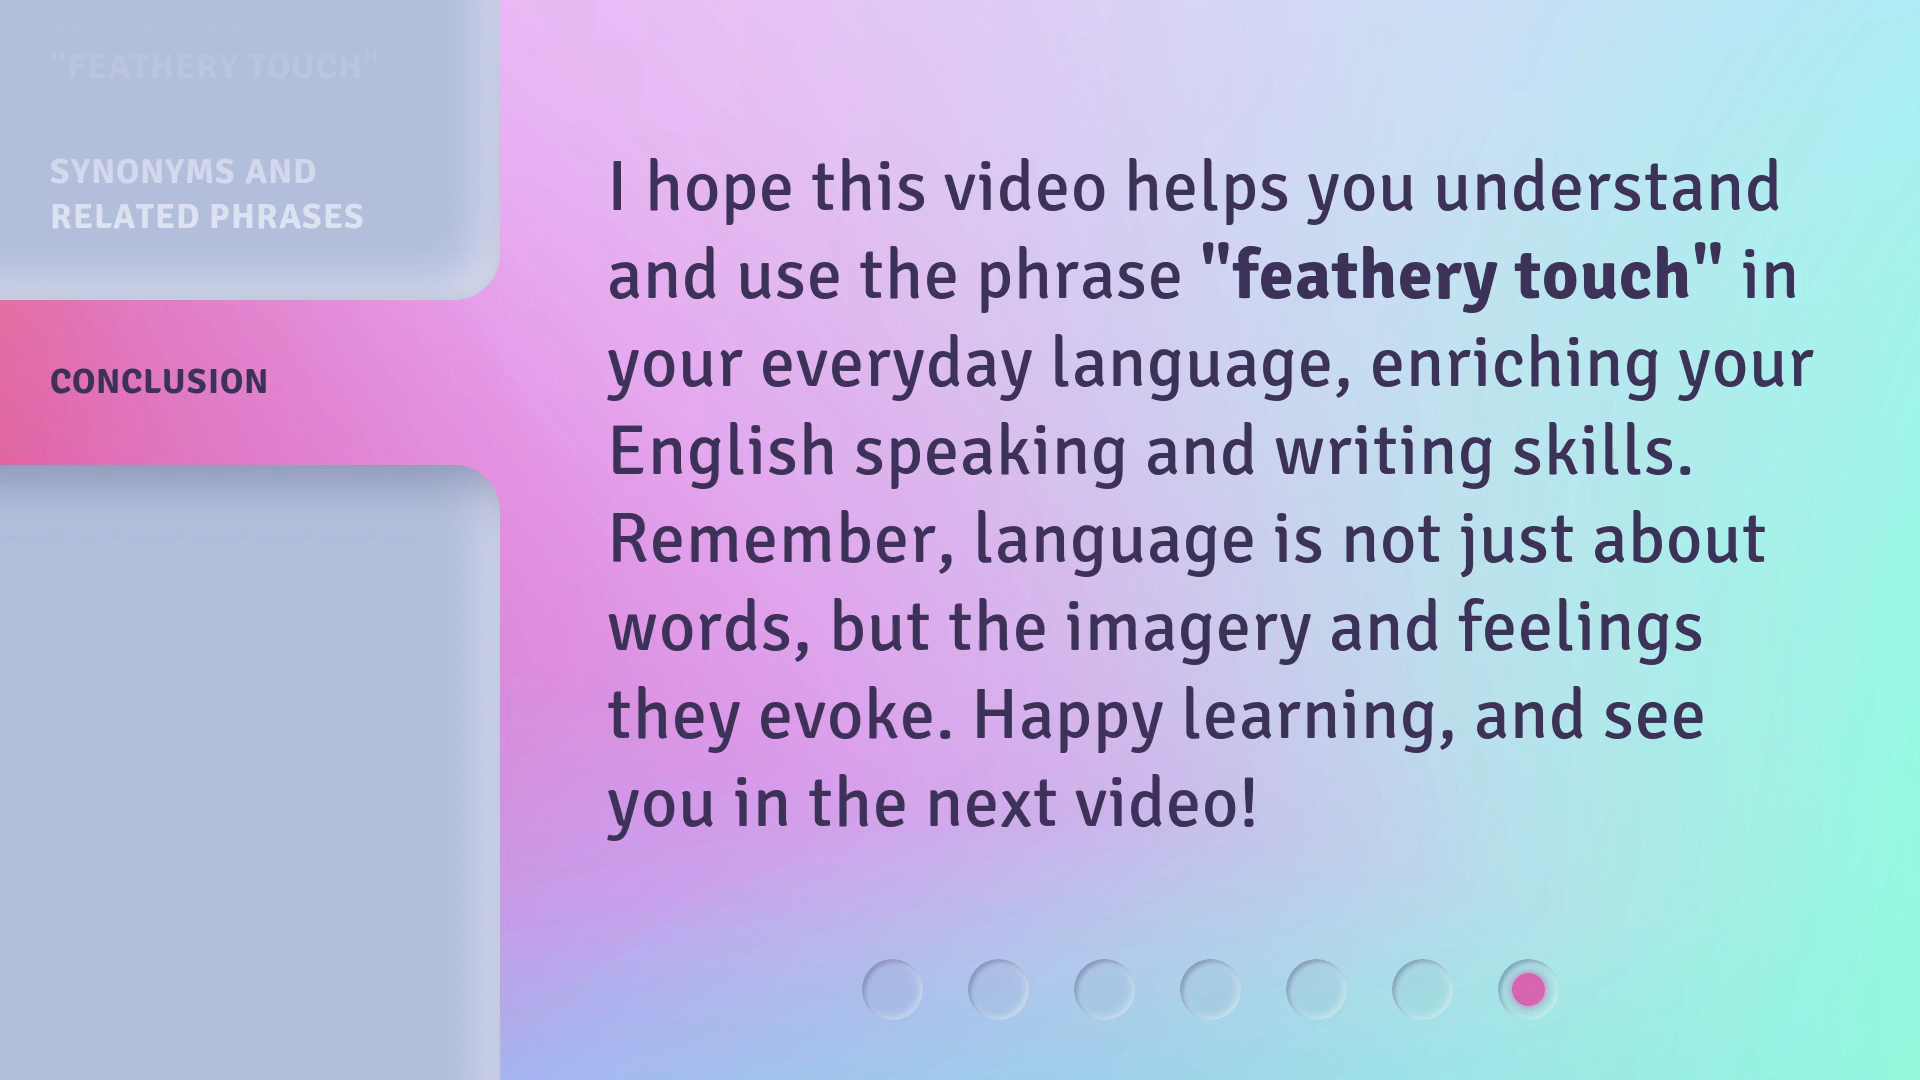 "FEATHERY TOUCH"
SYNONYMS AND
RELATED PHRASES
CONCLUSION
I hope this video helps you understand
and use the phrase "feathery touch" in
your everyday language, enriching your
English speaking and writing skills.
Remember, language is not just about
words, but the imagery and feelings
they evoke. Happy learning, and see
you in the next video!